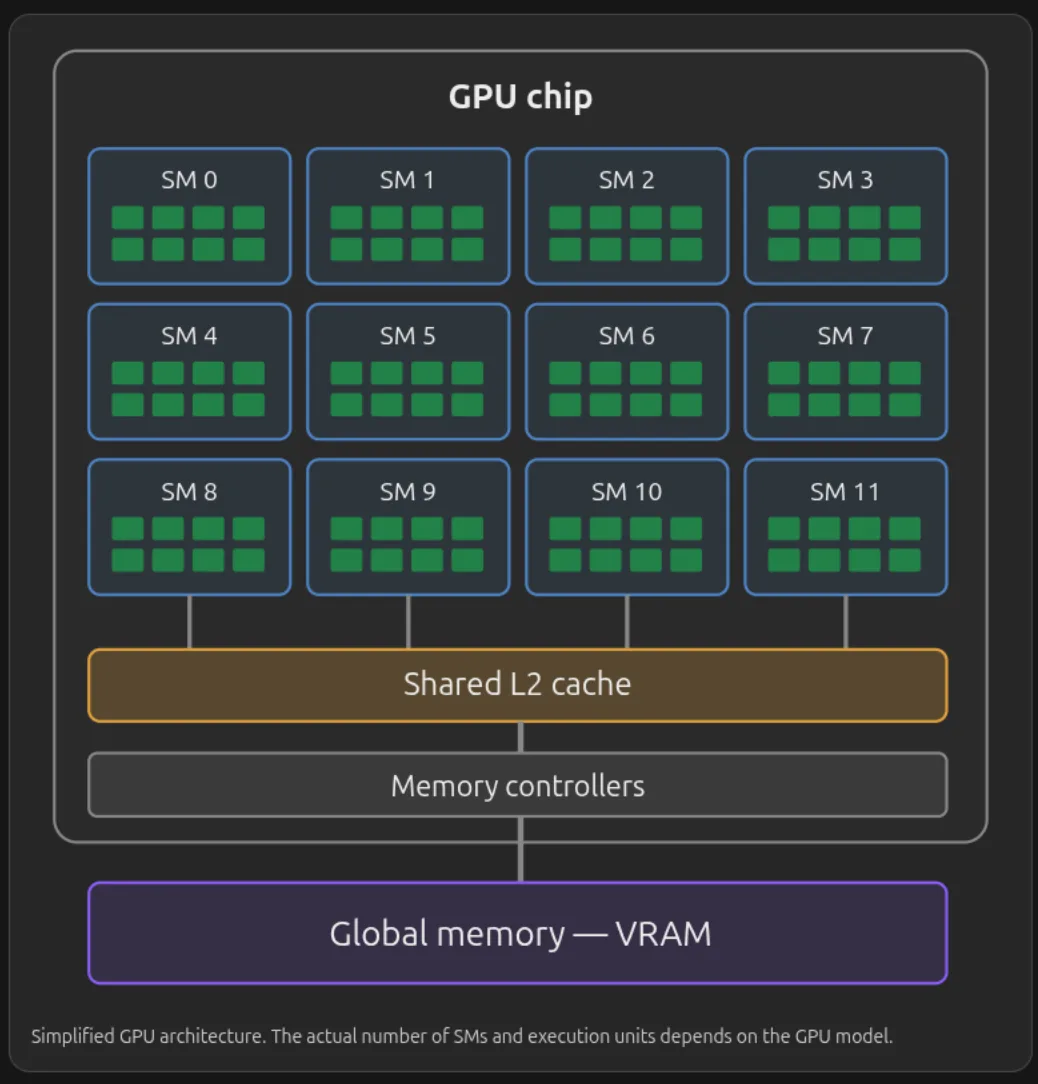 GPU chip
SM 0
SM 1
SM 2
SM 3
SM 4
SM 5
SM 6
SM 7
SM 8
SM 9
SM 10
SM 11
Shared L2 cache
Memory controllers
Global memory — VRAM
Simplified GPU architecture. The actual number of SMs and execution units depends on the GPU model.